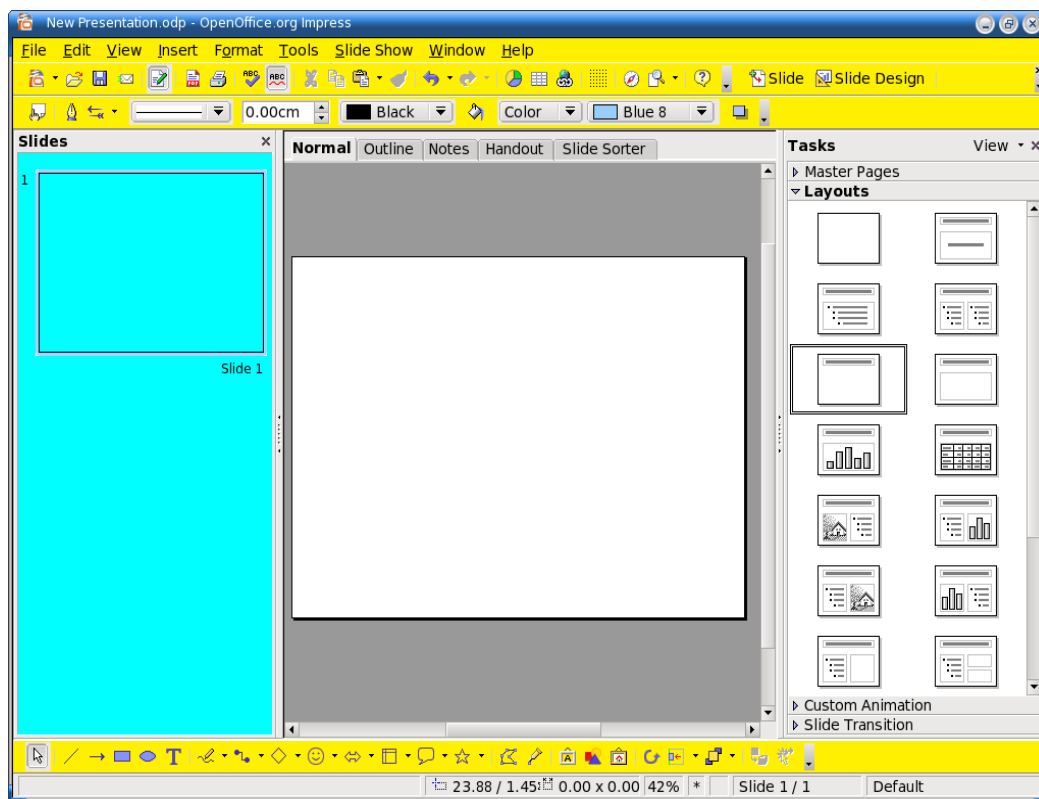 New Presentation.odp - OpenOffice.org Impress
File Edit View Insert Format Tools Slide Show Window Help
ABC ABC Slide Slide Design
0.00cm Black Color Blue 8
Slides
1
Slide 1
Normal Outline Notes Handout Slide Sorter
Tasks View
Master Pages
Layouts
Custom Animation
Slide Transition
T A
23.88 / 1.45 0.00 x 0.00 42% * Slide 1 / 1 Default